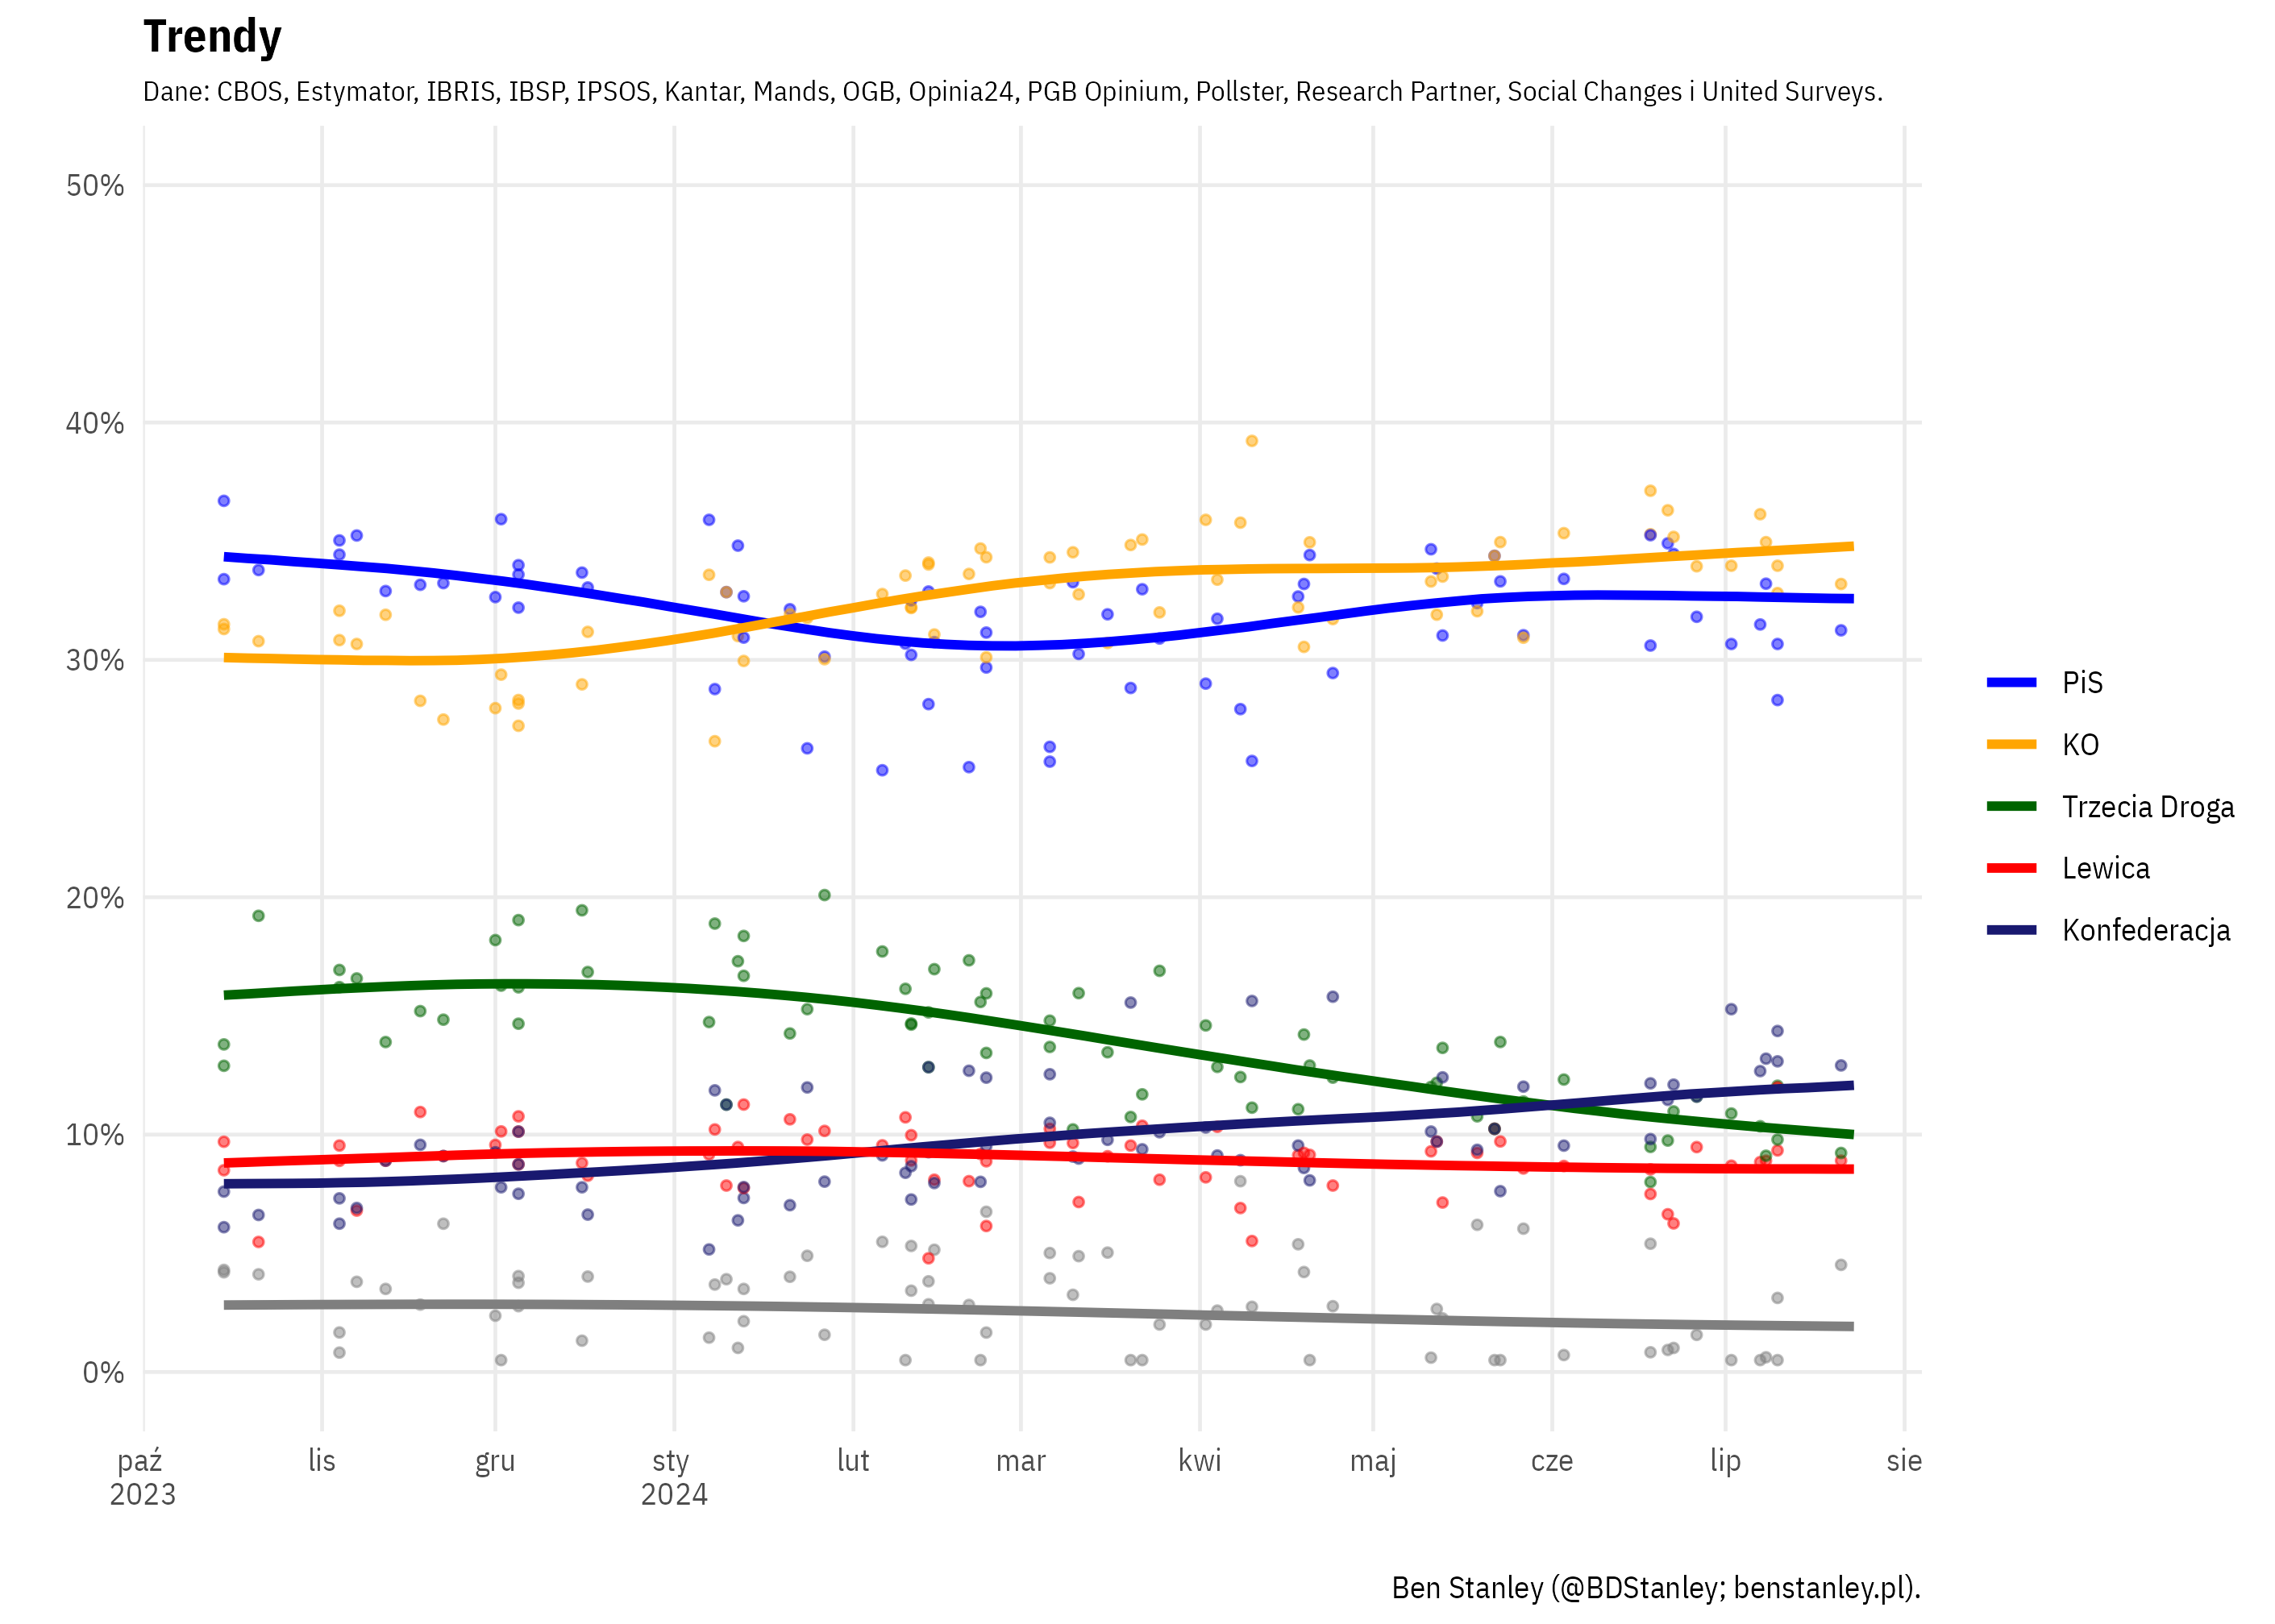 Trendy
Dane: CBOS, Estymator, IBRIS, IBSP, IPSOS, Kantar, Mands, OGB, Opinia24, PGB Opinium, Pollster, Research Partner, Social Changes i United Surveys.
50%
40%
30%
20%
10%
0%
paź lis gru sty lut mar kwi maj cze lip sie
2023 2024
PiS
KO
Trzecia Droga
Lewica
Konfederacja
Ben Stanley (@BDStanley; benstanley.pl).